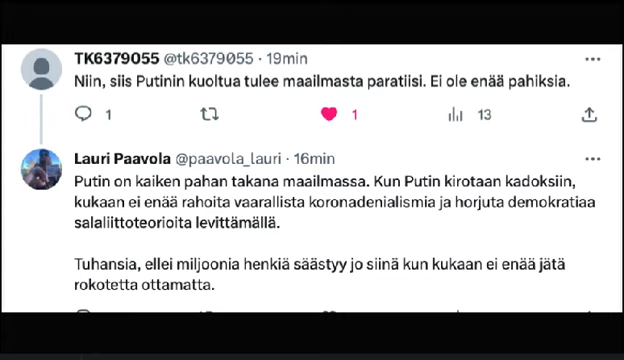 TK6379055 @tk6379055 · 19min
Niin, siis Putinin kuoltua tulee maailmasta paratiisi. Ei ole enää pahiksia.
1 1 13
Lauri Paavola @paavola_lauri · 16min
Putin on kaiken pahan takana maailmassa. Kun Putin kirotaan kadoksiin,
kukaan ei enää rahoita vaarallista koronadenialismia ja horjuta demokratiaa
salaliittoteorioita levittämällä.
Tuhansia, ellei miljoonia henkiä säästyy jo siinä kun kukaan ei enää jätä
rokotetta ottamatta.